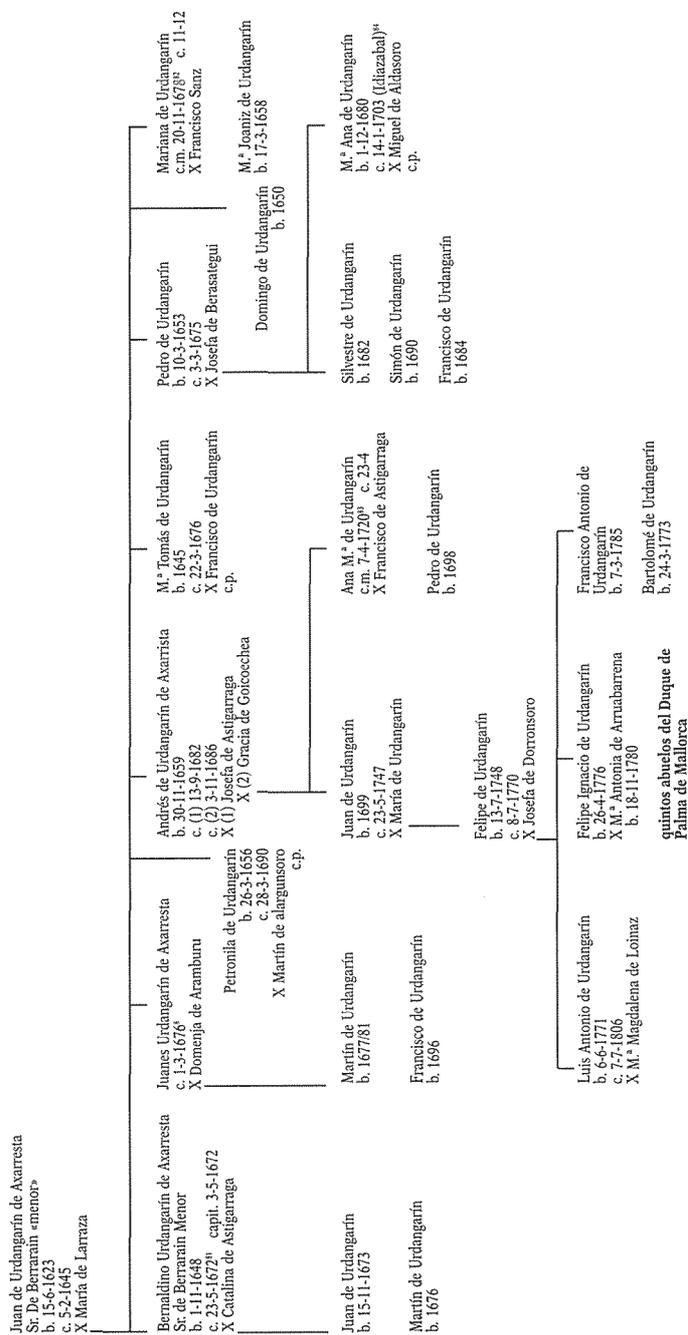 Juan de Urdangarín de Axarresta
Sr. De Berrarain «menor»
b. 15-6-1623
c. 5-2-1645
X María de Larraza
Bernaldino Urdangarín de Axarresta
Sr. de Berrarain Menor
b. 1-11-1648
c. 23-5-1672⁸¹ capit. 3-5-1672
X Catalina de Astigarraga
Juanes Urdangarín de Axarresta
c. 1-3-1676⁸
X Domenja de Aramburu
Petronila de Urdangarín
b. 26-3-1656
c. 28-3-1690
X Martín de alargunsoro
c.p.
Andrés de Urdangarín de Axarrista
b. 30-11-1659
c. (1) 13-9-1682
c. (2) 3-11-1686
X (1) Josefa de Astigarraga
X (2) Gracia de Goicoechea
M.ª Tomás de Urdangarín
b. 1645
c. 22-3-1676
X Francisco de Urdangarín
c.p.
Pedro de Urdangarín
b. 10-3-1653
c. 3-3-1675
X Josefa de Berasategui
Domingo de Urdangarín
b. 1650
Mariana de Urdangarín
c.m. 20-11-1678⁸² c. 11-12
X Francisco Sanz
M.ª Joaniz de Urdangarín
b. 17-3-1658
Juan de Urdangarín
b. 15-11-1673
Martín de Urdangarín
b. 1676
Martín de Urdangarín
b. 1677/81
Francisco de Urdangarín
b. 1696
Juan de Urdangarín
b. 1699
c. 23-5-1747
X María de Urdangarín
Ana M.ª de Urdangarín
c.m. 7-4-1720⁸³ c. 23-4
X Francisco de Astigarraga
Pedro de Urdangarín
b. 1698
Silvestre de Urdangarín
b. 1682
Simón de Urdangarín
b. 1690
Francisco de Urdangarín
b. 1684
M.ª Ana de Urdangarín
b. 1-12-1680
c. 14-1-1703 (Idiazabal)⁸⁴
X Miguel de Aldasoro
c.p.
Felipe de Urdangarín
b. 13-7-1748
c. 8-7-1770
X Josefa de Dorronsoro
Luis Antonio de Urdangarín
b. 6-6-1771
c. 7-7-1806
X M.ª Magdalena de Loinaz
Felipe Ignacio de Urdangarín
b. 26-4-1776
X M.ª Antonia de Arruabarrena
b. 18-11-1780
quintos abuelos del Duque de
Palma de Mallorca
Francisco Antonio de
Urdangarín
b. 7-3-1785
Bartolomé de Urdangarín
b. 24-3-1773